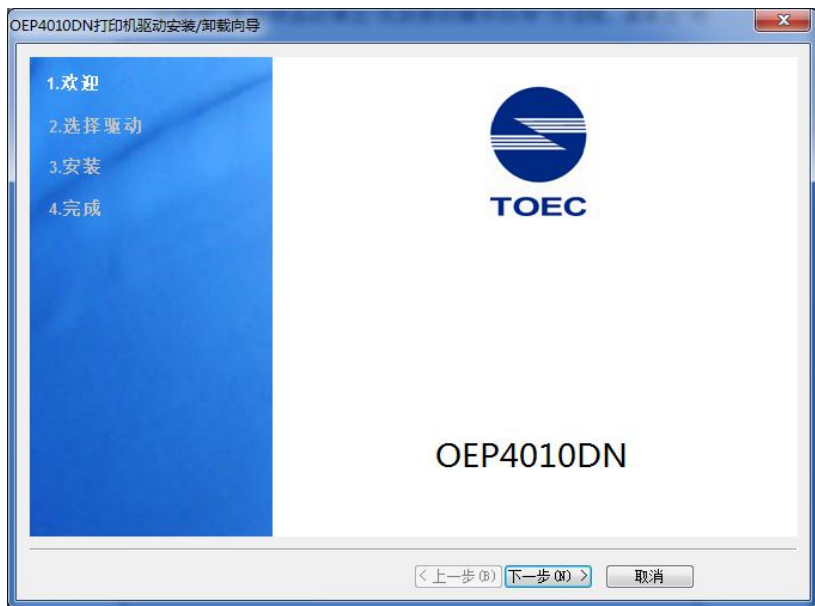 OEP4010DN打印机驱动安装/卸载向导
1.欢迎
2.选择驱动
3.安装
4.完成
TOEC
OEP4010DN
< 上一步(B)
下一步(N) >
取消